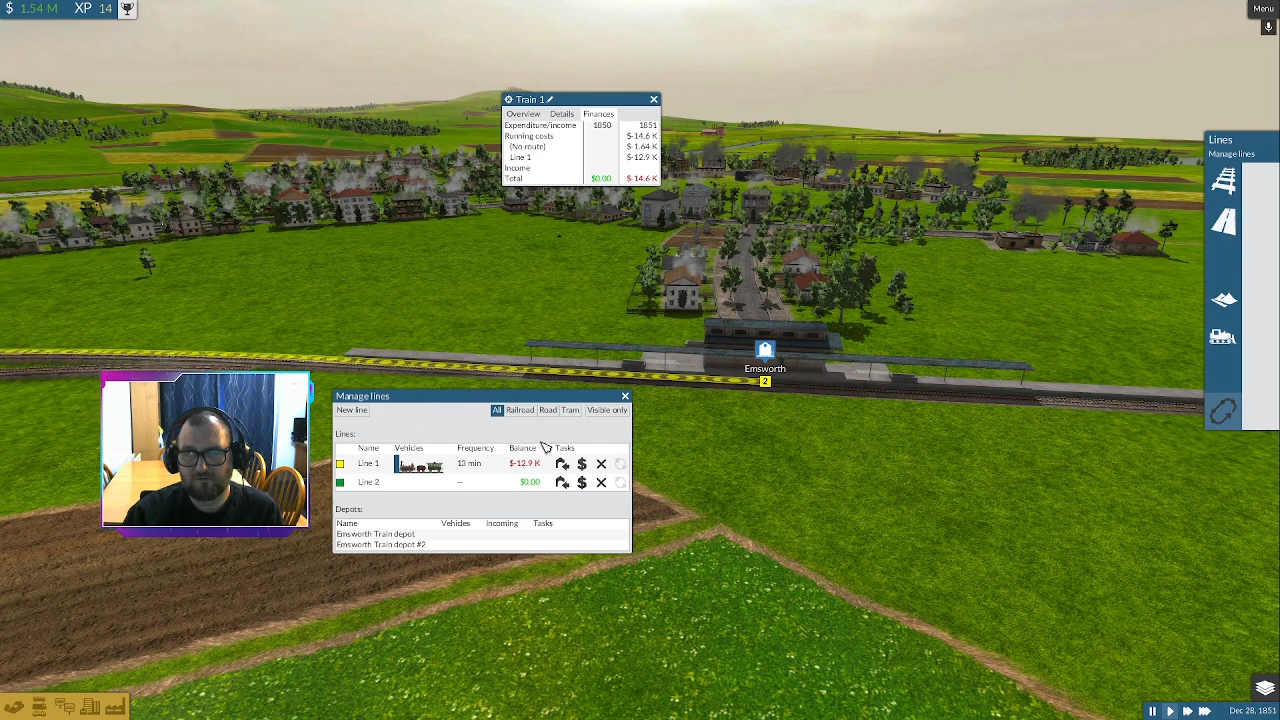 $ 1.54 M XP 14
Menu
Train 1
Overview Details Finances
Expenditure/income 1850 1851
Running costs $-14.6 K
(No route) $-1.64 K
Line 1 $-12.9 K
Income
Total $0.00 $-14.6 K
Lines
Manage lines
Emsworth
2
Manage lines
New line All Railroad Road Tram Visible only
Lines:
Name Vehicles Frequency Balance Tasks
Line 1 13 min $-12.9 K
Line 2 -- $0.00
Depots:
Name Vehicles Incoming Tasks
Emsworth Train depot
Emsworth Train depot #2
Dec 28, 1851